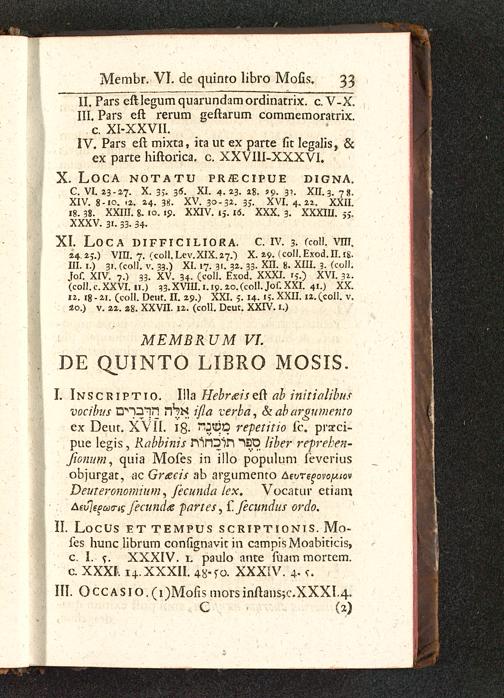 Membr. VI. de quinto libro Mosis. 33
II. Pars est legum quarundam ordinatrix. c. V-X.
III. Pars est rerum gestarum commemoratrix.
c. XI-XXVII.
IV. Pars est mixta, ita ut ex parte sit legalis, &
ex parte historica. c. XXVIII-XXXVI.
X. LOCA NOTATU PRÆCIPUE DIGNA.
C. VI. 23-27. X. 35. 36. XI. 4. 23. 28. 29. 31. XII. 3. 7 8.
XIV. 8-10. 12. 24. 38. XV. 30-32. 35. XVI. 4. 22. XXII.
18. 38. XXIII. 8. 10. 19. XXIV. 15. 16. XXX. 3. XXXIII. 55.
XXXV. 31. 33. 34.
XI. LOCA DIFFICILIORA. C. IV. 3. (coll. VIII.
24. 25.) VIII. 7. (coll. Lev. XIX. 27.) X. 29. (coll. Exod. II. 18.
III. 1.) 31. (coll. v. 33.) XI. 17. 31. 32. 33. XII. 8. XIII. 3. (coll.
Jos. XIV. 7.) 33. XV. 34. (coll. Exod. XXXI. 15.) XVI. 32.
(coll. c. XXVI. 11.) 33. XVIII. 1. 19. 20. (coll. Jos. XXI. 41.) XX.
12. 18-21. (coll. Deut. II. 29.) XXI. 5. 14. 15. XXII. 12. (coll. v.
20.) v. 22. 28. XXVII. 12. (coll. Deut. XXIV. 1.)
MEMBRUM VI.
DE QUINTO LIBRO MOSIS.
I. INSCRIPTIO. Illa Hebræis est ab initialibus
vocibus אֵלֶּה הַדְּבָרִים ista verba, & ab argumento
ex Deut. XVII. 18. מִשְׁנֶה repetitio sc. præci-
pue legis, Rabbinis ספר תוכחות liber reprehen-
sionum, quia Moses in illo populum severius
objurgat, ac Græcis ab argumento Δευτερονομιον
Deuteronomium, secunda lex. Vocatur etiam
Δευτερωσις secundæ partes, s. secundus ordo.
II. LOCUS ET TEMPUS SCRIPTIONIS. Mo-
ses hunc librum consignavit in campis Moabiticis,
c. I. 5. XXXIV. 1. paulo ante suam mortem.
c. XXXI. 14. XXXII. 48-50. XXXIV. 4. 5.
III. OCCASIO. (1) Mosis mors instans; c. XXXI. 4.
C (2)